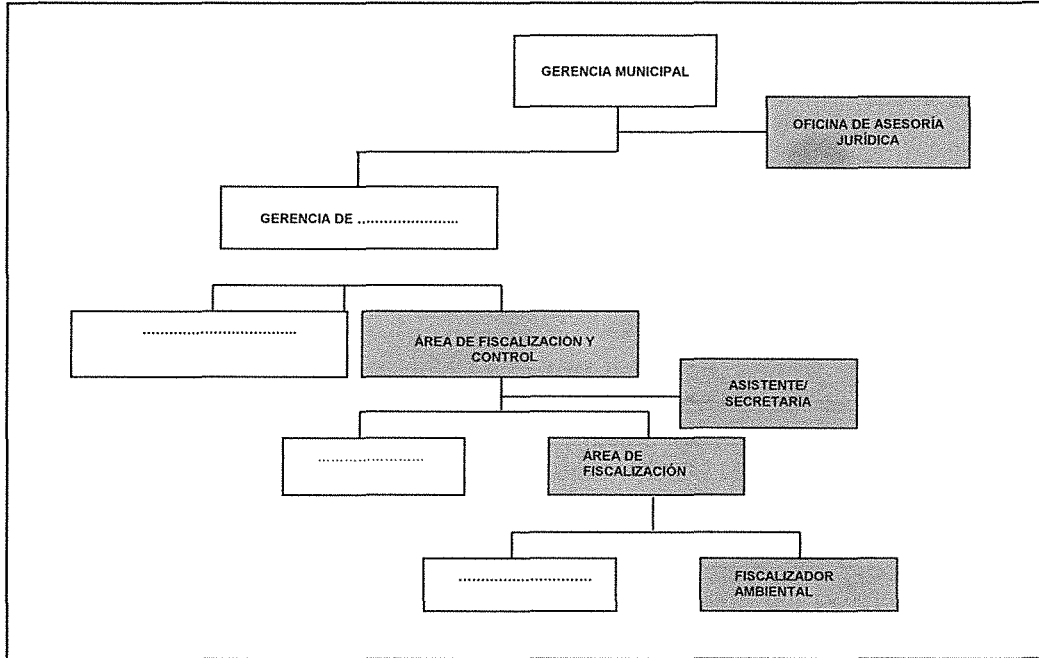 GERENCIA MUNICIPAL
OFICINA DE ASESORÍA
JURÍDICA
GERENCIA DE ........................
....................................
ÁREA DE FISCALIZACIÓN Y
CONTROL
ASISTENTE/
SECRETARIA
.........................
ÁREA DE
FISCALIZACIÓN
................................
FISCALIZADOR
AMBIENTAL